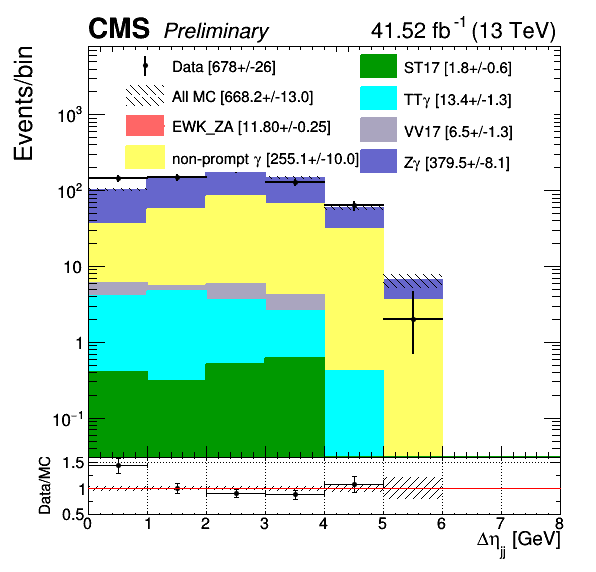 CMS Preliminary 41.52 fb⁻¹ (13 TeV)
Events/bin
Data [678+/-26]
All MC [668.2+/-13.0]
EWK_ZA [11.80+/-0.25]
non-prompt γ [255.1+/-10.0]
ST17 [1.8+/-0.6]
TTγ [13.4+/-1.3]
VV17 [6.5+/-1.3]
Zγ [379.5+/-8.1]
10³
10²
10
1
10⁻¹
Data/MC
1.5
1
0.5
0 1 2 3 4 5 6 7 8
Δη_jj [GeV]